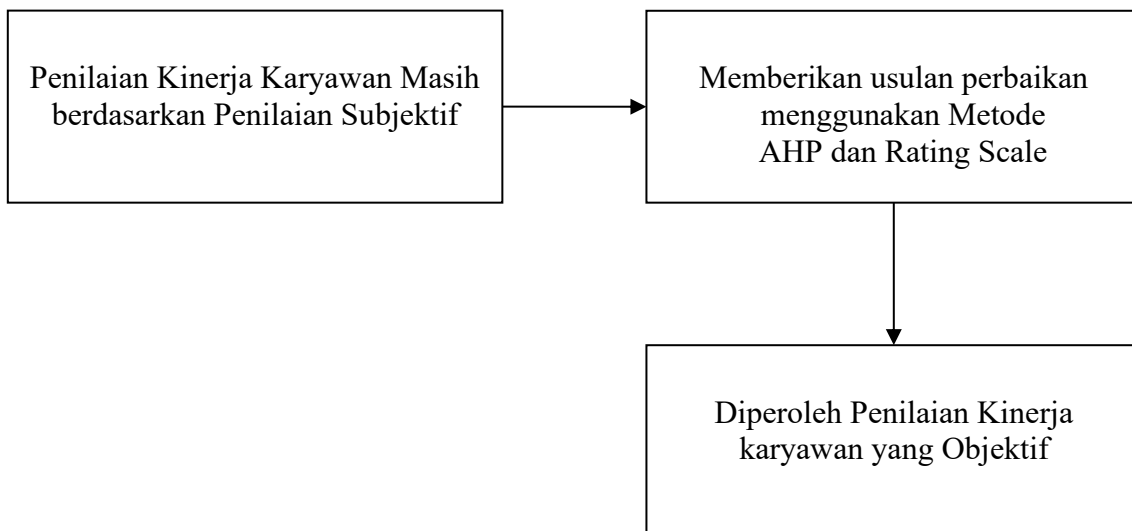 Penilaian Kinerja Karyawan Masih
berdasarkan Penilaian Subjektif
Memberikan usulan perbaikan
menggunakan Metode
AHP dan Rating Scale
Diperoleh Penilaian Kinerja
karyawan yang Objektif